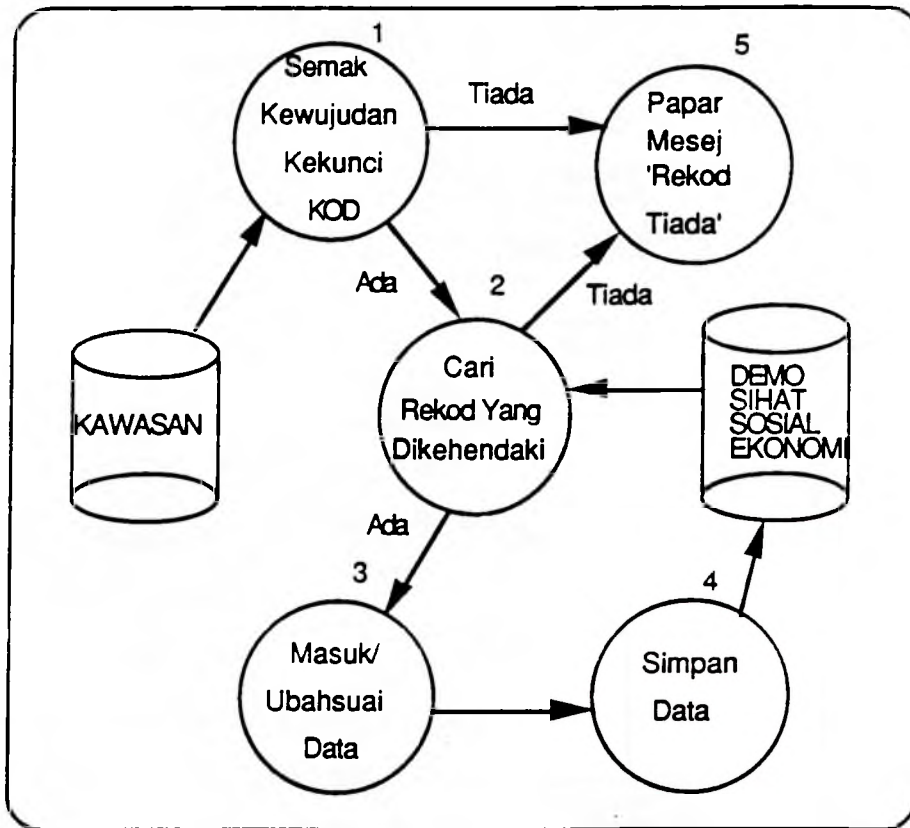 1
Semak
Kewujudan
Kekunci
KOD
Tiada
5
Papar
Mesej
'Rekod
Tiada'
Ada
2
Tiada
Cari
Rekod Yang
Dikehendaki
KAWASAN
DEMO
SIHAT
SOSIAL
EKONOMI
Ada
3
Masuk/
Ubahsuai
Data
4
Simpan
Data